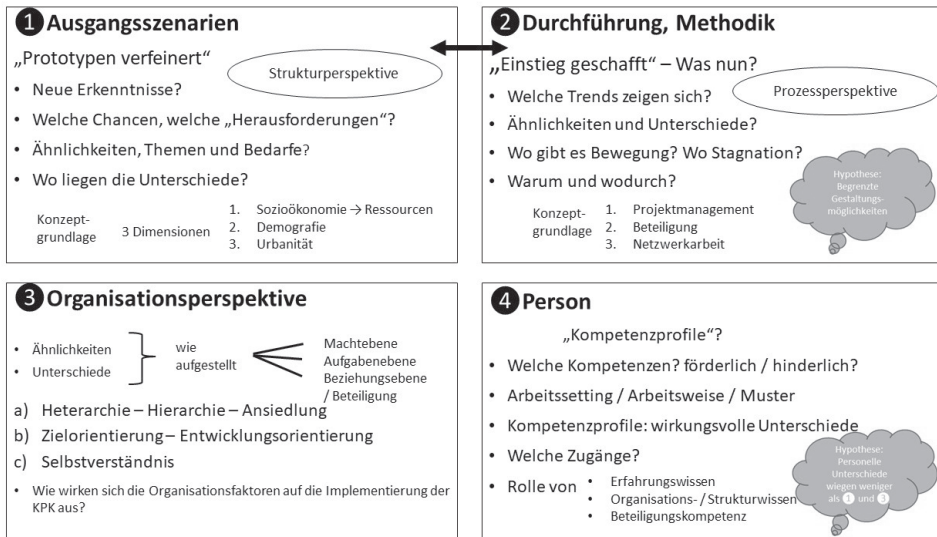 1 Ausgangsszenarien
„Prototypen verfeinert“
Strukturperspektive
• Neue Erkenntnisse?
• Welche Chancen, welche „Herausforderungen“?
• Ähnlichkeiten, Themen und Bedarfe?
• Wo liegen die Unterschiede?
Konzept-
grundlage
3 Dimensionen
1. Sozioökonomie → Ressourcen
2. Demografie
3. Urbanität
2 Durchführung, Methodik
„Einstieg geschafft“ – Was nun?
Prozessperspektive
• Welche Trends zeigen sich?
• Ähnlichkeiten und Unterschiede?
• Wo gibt es Bewegung? Wo Stagnation?
• Warum und wodurch?
Hypothese:
Begrenzte
Gestaltungs-
möglichkeiten
Konzept-
grundlage
1. Projektmanagement
2. Beteiligung
3. Netzwerkarbeit
3 Organisationsperspektive
• Ähnlichkeiten
• Unterschiede
wie
aufgestellt
Machtebene
Aufgabenebene
Beziehungsebene
/ Beteiligung
a) Heterarchie – Hierarchie – Ansiedlung
b) Zielorientierung – Entwicklungsorientierung
c) Selbstverständnis
• Wie wirken sich die Organisationsfaktoren auf die Implementierung der
KPK aus?
4 Person
„Kompetenzprofile“?
• Welche Kompetenzen? förderlich / hinderlich?
• Arbeitssetting / Arbeitsweise / Muster
• Kompetenzprofile: wirkungsvolle Unterschiede
• Welche Zugänge?
• Rolle von
• Erfahrungswissen
• Organisations- / Strukturwissen
• Beteiligungskompetenz
Hypothese:
Personelle
Unterschiede
wiegen weniger
als 1 und 3